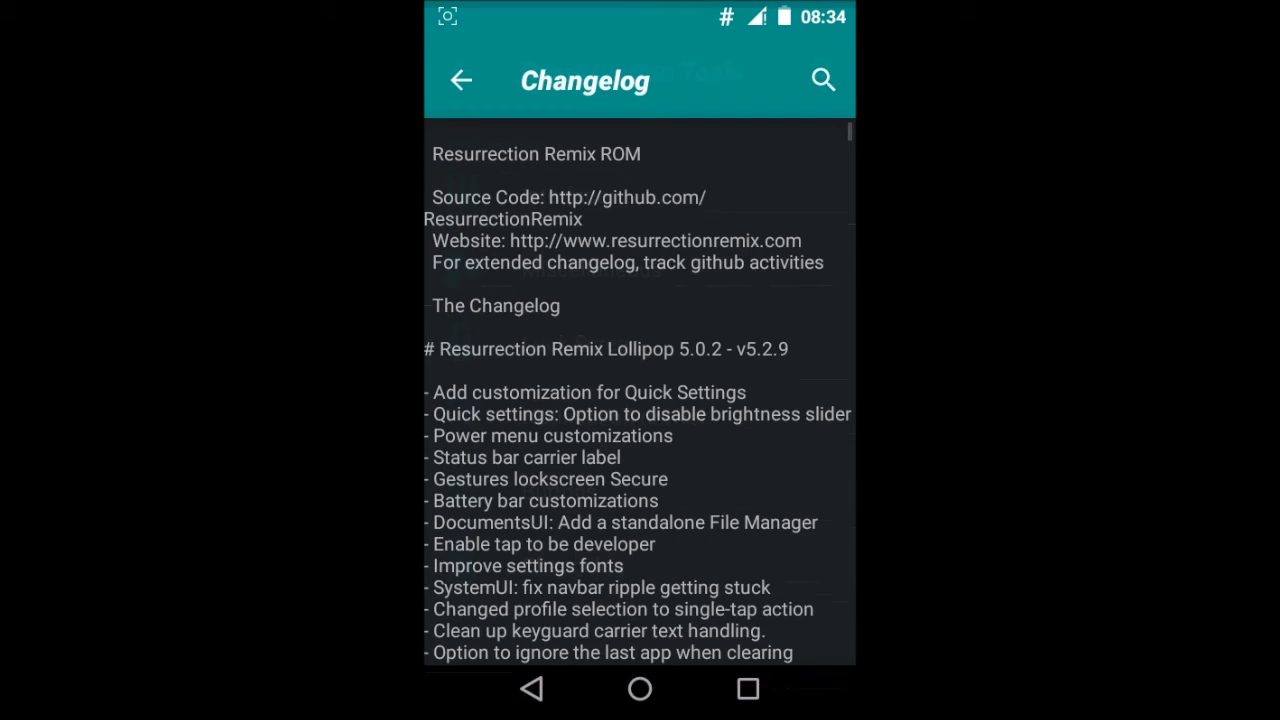 # 08:34
Changelog
Resurrection Remix ROM
Source Code: http://github.com/
ResurrectionRemix
Website: http://www.resurrectionremix.com
For extended changelog, track github activities
The Changelog
# Resurrection Remix Lollipop 5.0.2 - v5.2.9
- Add customization for Quick Settings
- Quick settings: Option to disable brightness slider
- Power menu customizations
- Status bar carrier label
- Gestures lockscreen Secure
- Battery bar customizations
- DocumentsUI: Add a standalone File Manager
- Enable tap to be developer
- Improve settings fonts
- SystemUI: fix navbar ripple getting stuck
- Changed profile selection to single-tap action
- Clean up keyguard carrier text handling.
- Option to ignore the last app when clearing